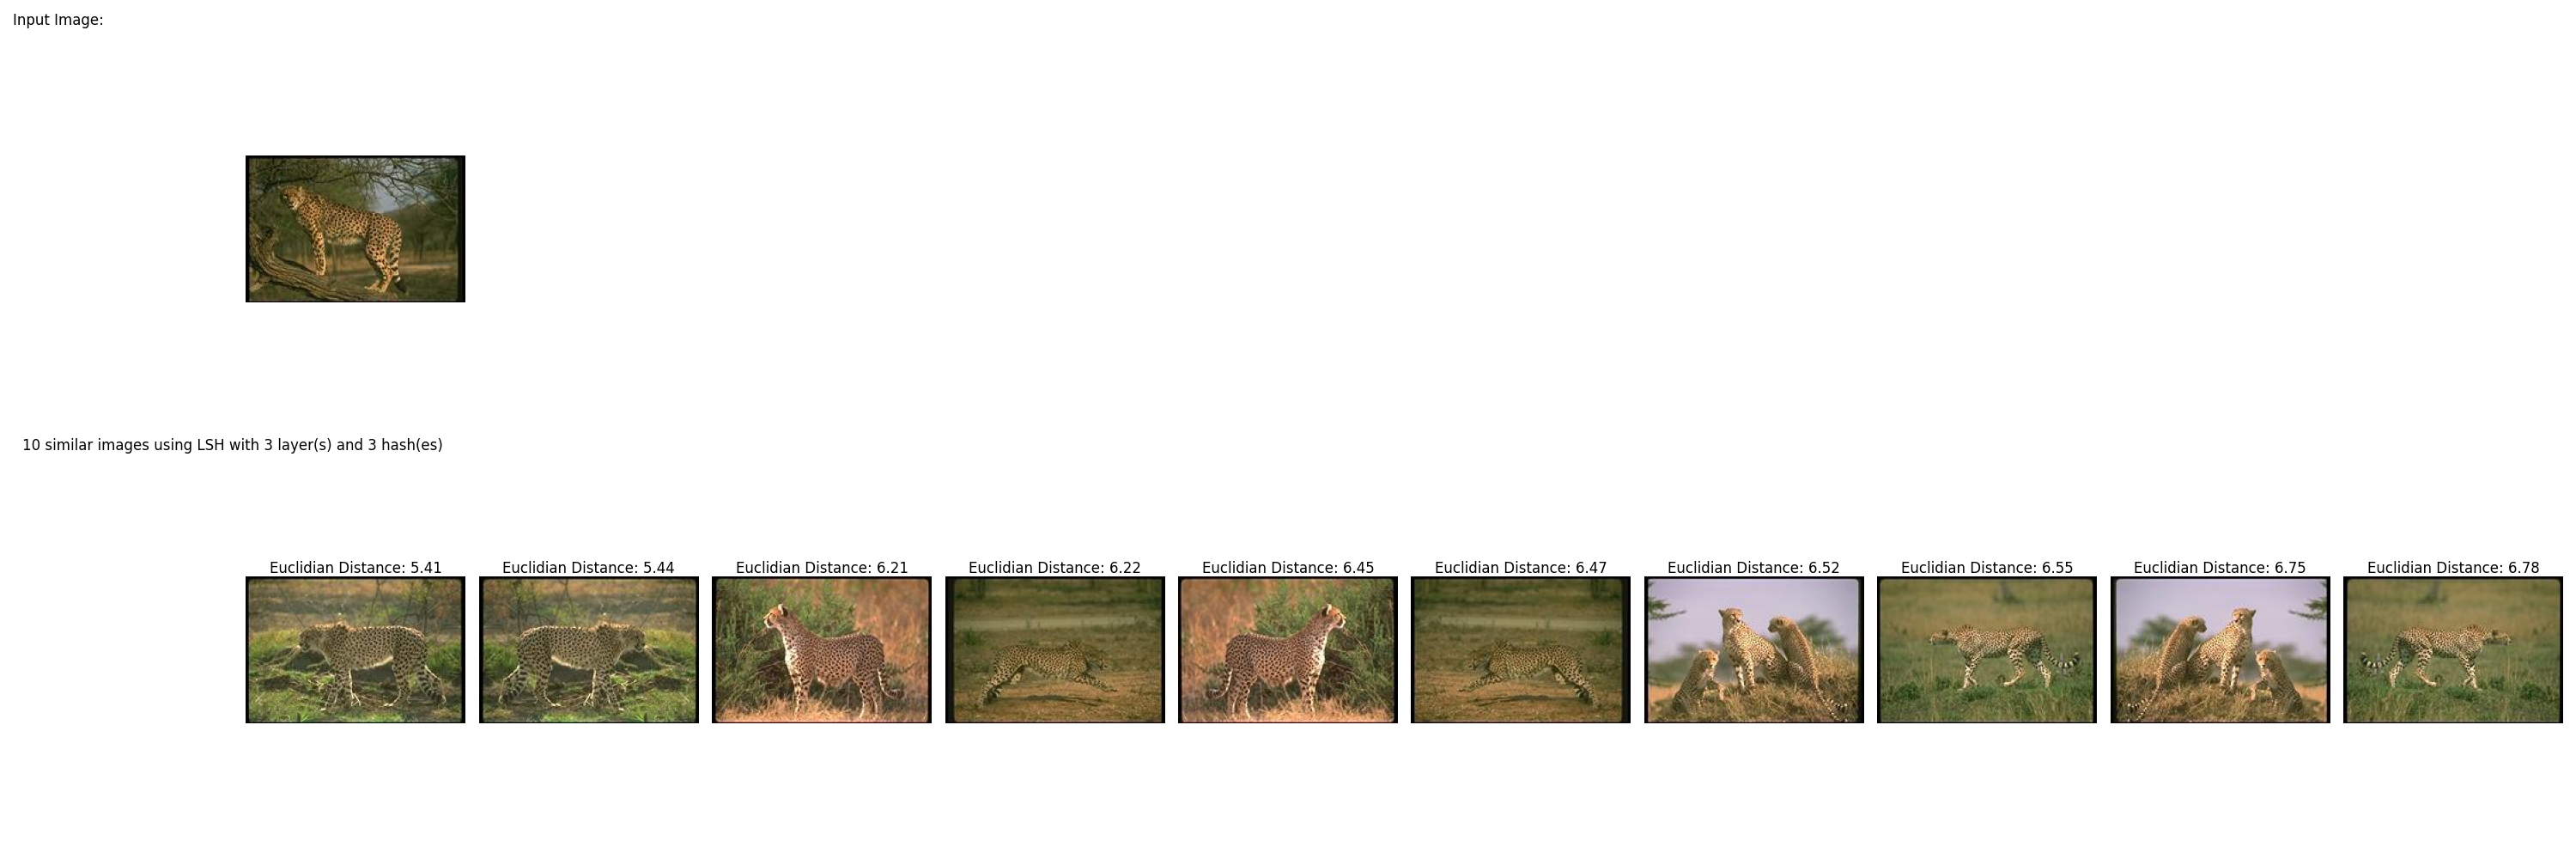 Input Image:
10 similar images using LSH with 3 layer(s) and 3 hash(es)
Euclidian Distance: 5.41
Euclidian Distance: 5.44
Euclidian Distance: 6.21
Euclidian Distance: 6.22
Euclidian Distance: 6.45
Euclidian Distance: 6.47
Euclidian Distance: 6.52
Euclidian Distance: 6.55
Euclidian Distance: 6.75
Euclidian Distance: 6.78